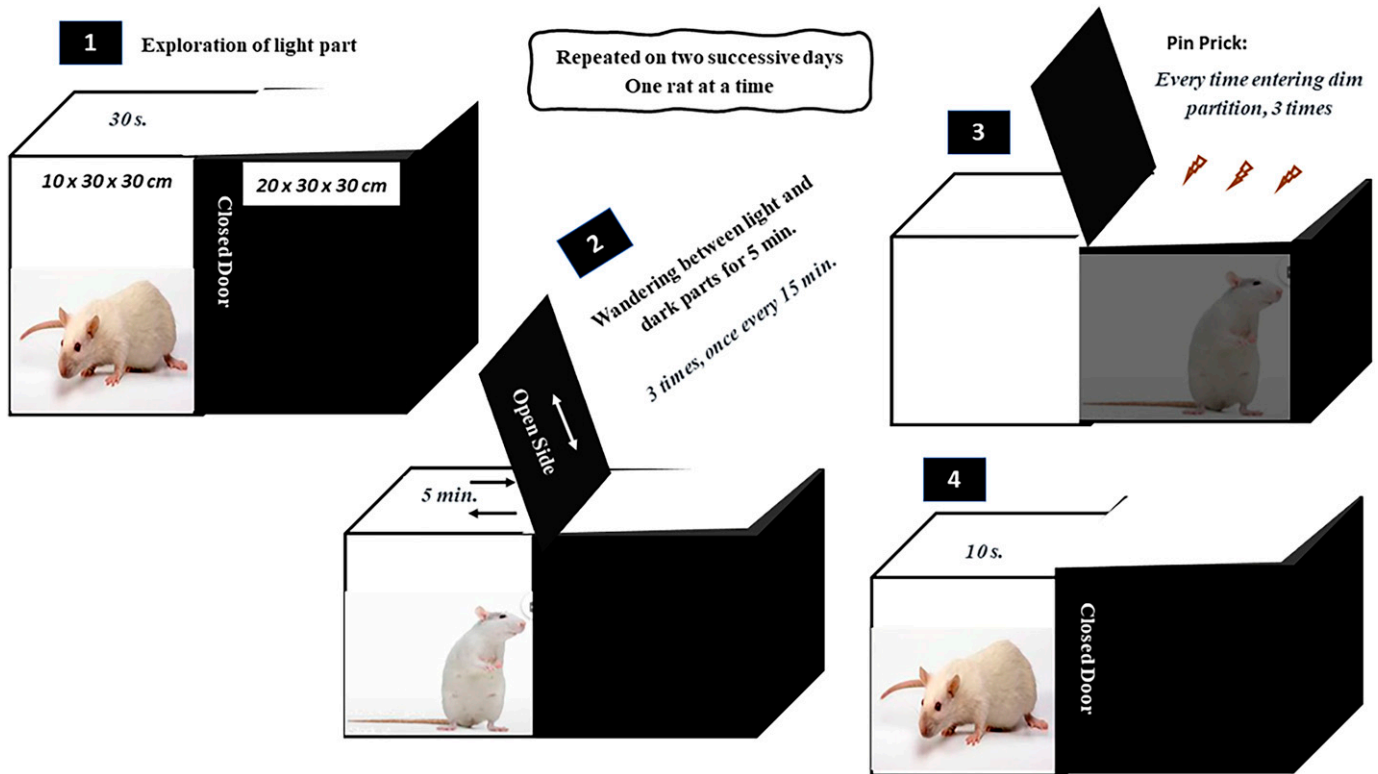 1
Exploration of light part
30 s.
10 x 30 x 30 cm
20 x 30 x 30 cm
Closed Door
Repeated on two successive days
One rat at a time
2
Wandering between light and
dark parts for 5 min.
3 times, once every 15 min.
Open Side
5 min.
3
Pin Prick:
Every time entering dim
partition, 3 times
4
10 s.
Closed Door